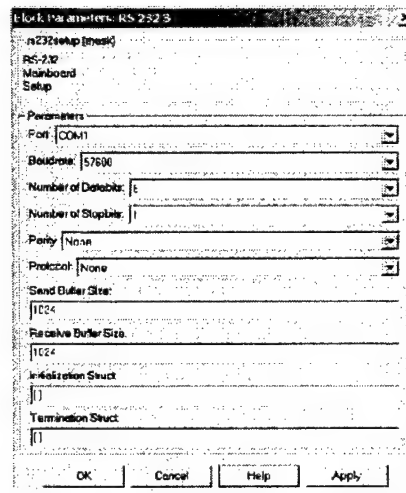 Block Parameters: RS-232 S
rs232setup (mask)
RS-232
Mainboard
Setup
Parameters
Port: COM1
Baudrate: 57600
Number of Databits:
Number of Stopbits: 1
Parity: None
Protocol: None
Send Buffer Size:
1024
Receive Buffer Size:
1024
Initialization Struct
[]
Termination Struct
[]
OK Cancel Help Apply